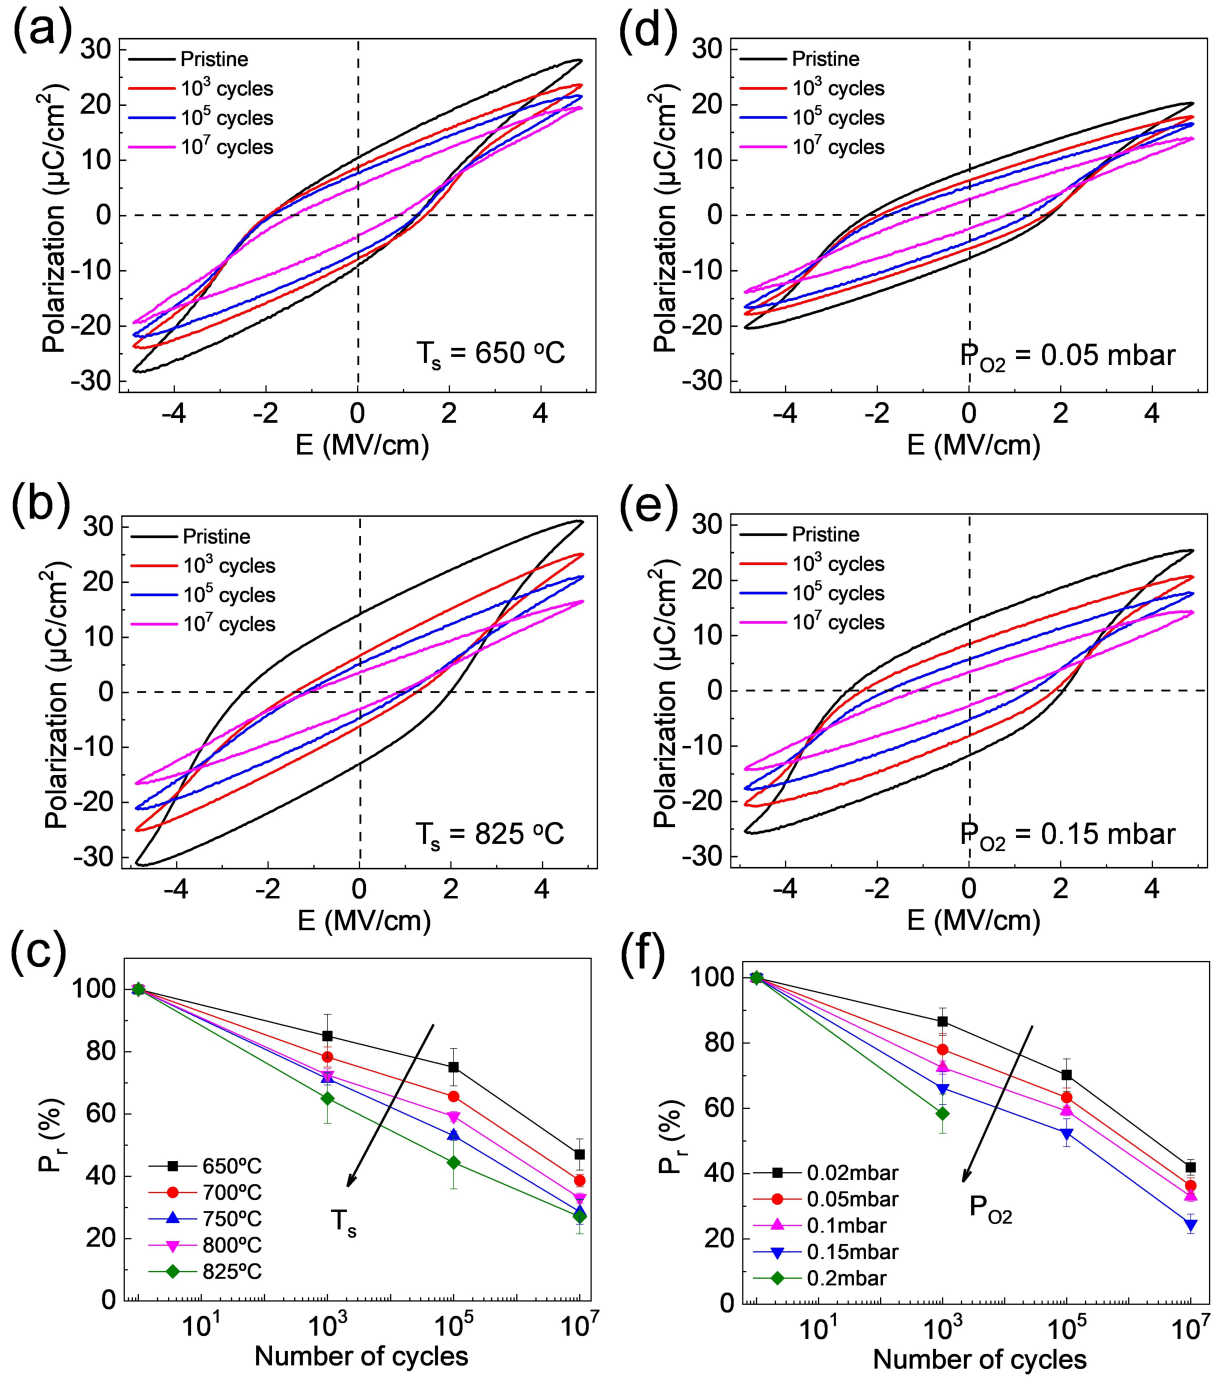 (a)
30
20
10
0
-10
-20
-30
Polarization (µC/cm²)
Pristine
10³ cycles
10⁵ cycles
10⁷ cycles
Tₛ = 650 ºC
-4 -2 0 2 4
E (MV/cm)
(d)
30
20
10
0
-10
-20
-30
Polarization (µC/cm²)
Pristine
10³ cycles
10⁵ cycles
10⁷ cycles
P_O2 = 0.05 mbar
-4 -2 0 2 4
E (MV/cm)
(b)
30
20
10
0
-10
-20
-30
Polarization (µC/cm²)
Pristine
10³ cycles
10⁵ cycles
10⁷ cycles
Tₛ = 825 ºC
-4 -2 0 2 4
E (MV/cm)
(e)
30
20
10
0
-10
-20
-30
Polarization (µC/cm²)
Pristine
10³ cycles
10⁵ cycles
10⁷ cycles
P_O2 = 0.15 mbar
-4 -2 0 2 4
E (MV/cm)
(c)
100
80
60
40
20
0
Pᵣ (%)
650ºC
700ºC
750ºC
800ºC
825ºC
Tₛ
10¹ 10³ 10⁵ 10⁷
Number of cycles
(f)
100
80
60
40
20
0
Pᵣ (%)
0.02mbar
0.05mbar
0.1mbar
0.15mbar
0.2mbar
P_O2
10¹ 10³ 10⁵ 10⁷
Number of cycles